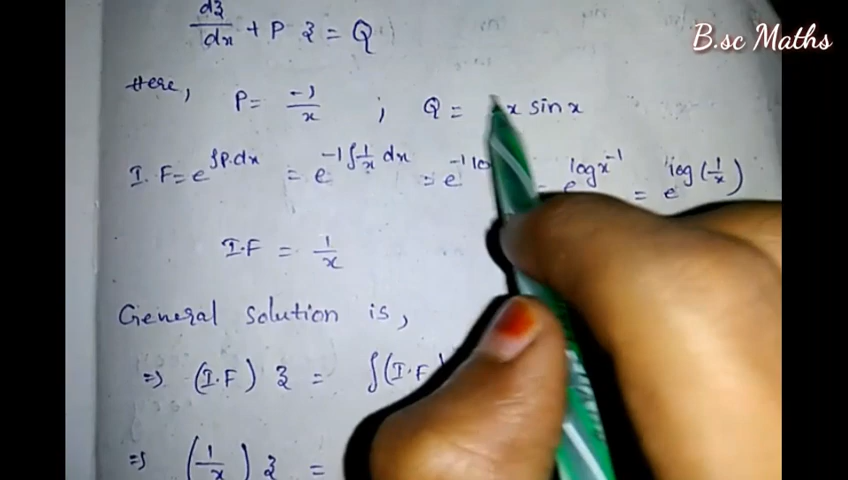 B.sc Maths
dz/dx + P z = Q
Here,
P = -1/x ; Q = x sin x
I.F = e^∫P.dx = e^-1∫1/x dx = e^-1 = e^log x^-1 = e^log(1/x)
I.F = 1/x
General solution is,
⇒ (I.F) z = ∫(I.F)
⇒ (1/x) z =